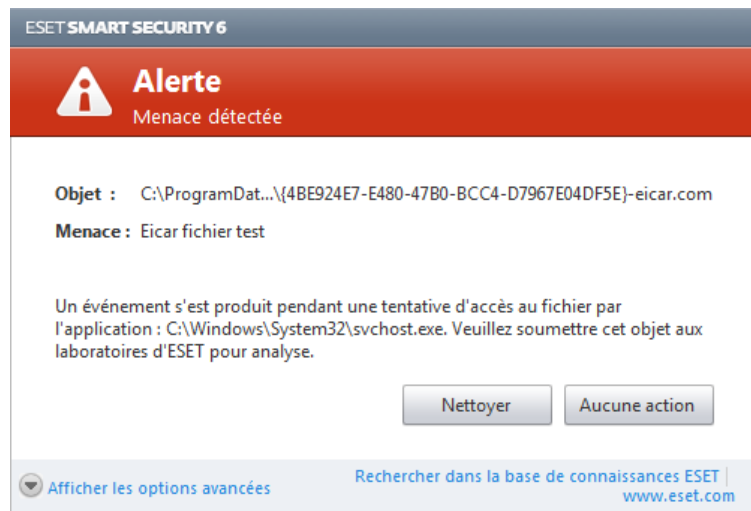 ESET SMART SECURITY 6
Alerte
Menace détectée
Objet : C:\ProgramDat...\{4BE924E7-E480-47B0-BCC4-D7967E04DF5E}-eicar.com
Menace : Eicar fichier test
Un événement s'est produit pendant une tentative d'accès au fichier par
l'application : C:\Windows\System32\svchost.exe. Veuillez soumettre cet objet aux
laboratoires d'ESET pour analyse.
Nettoyer
Aucune action
Afficher les options avancées
Rechercher dans la base de connaissances ESET |
www.eset.com